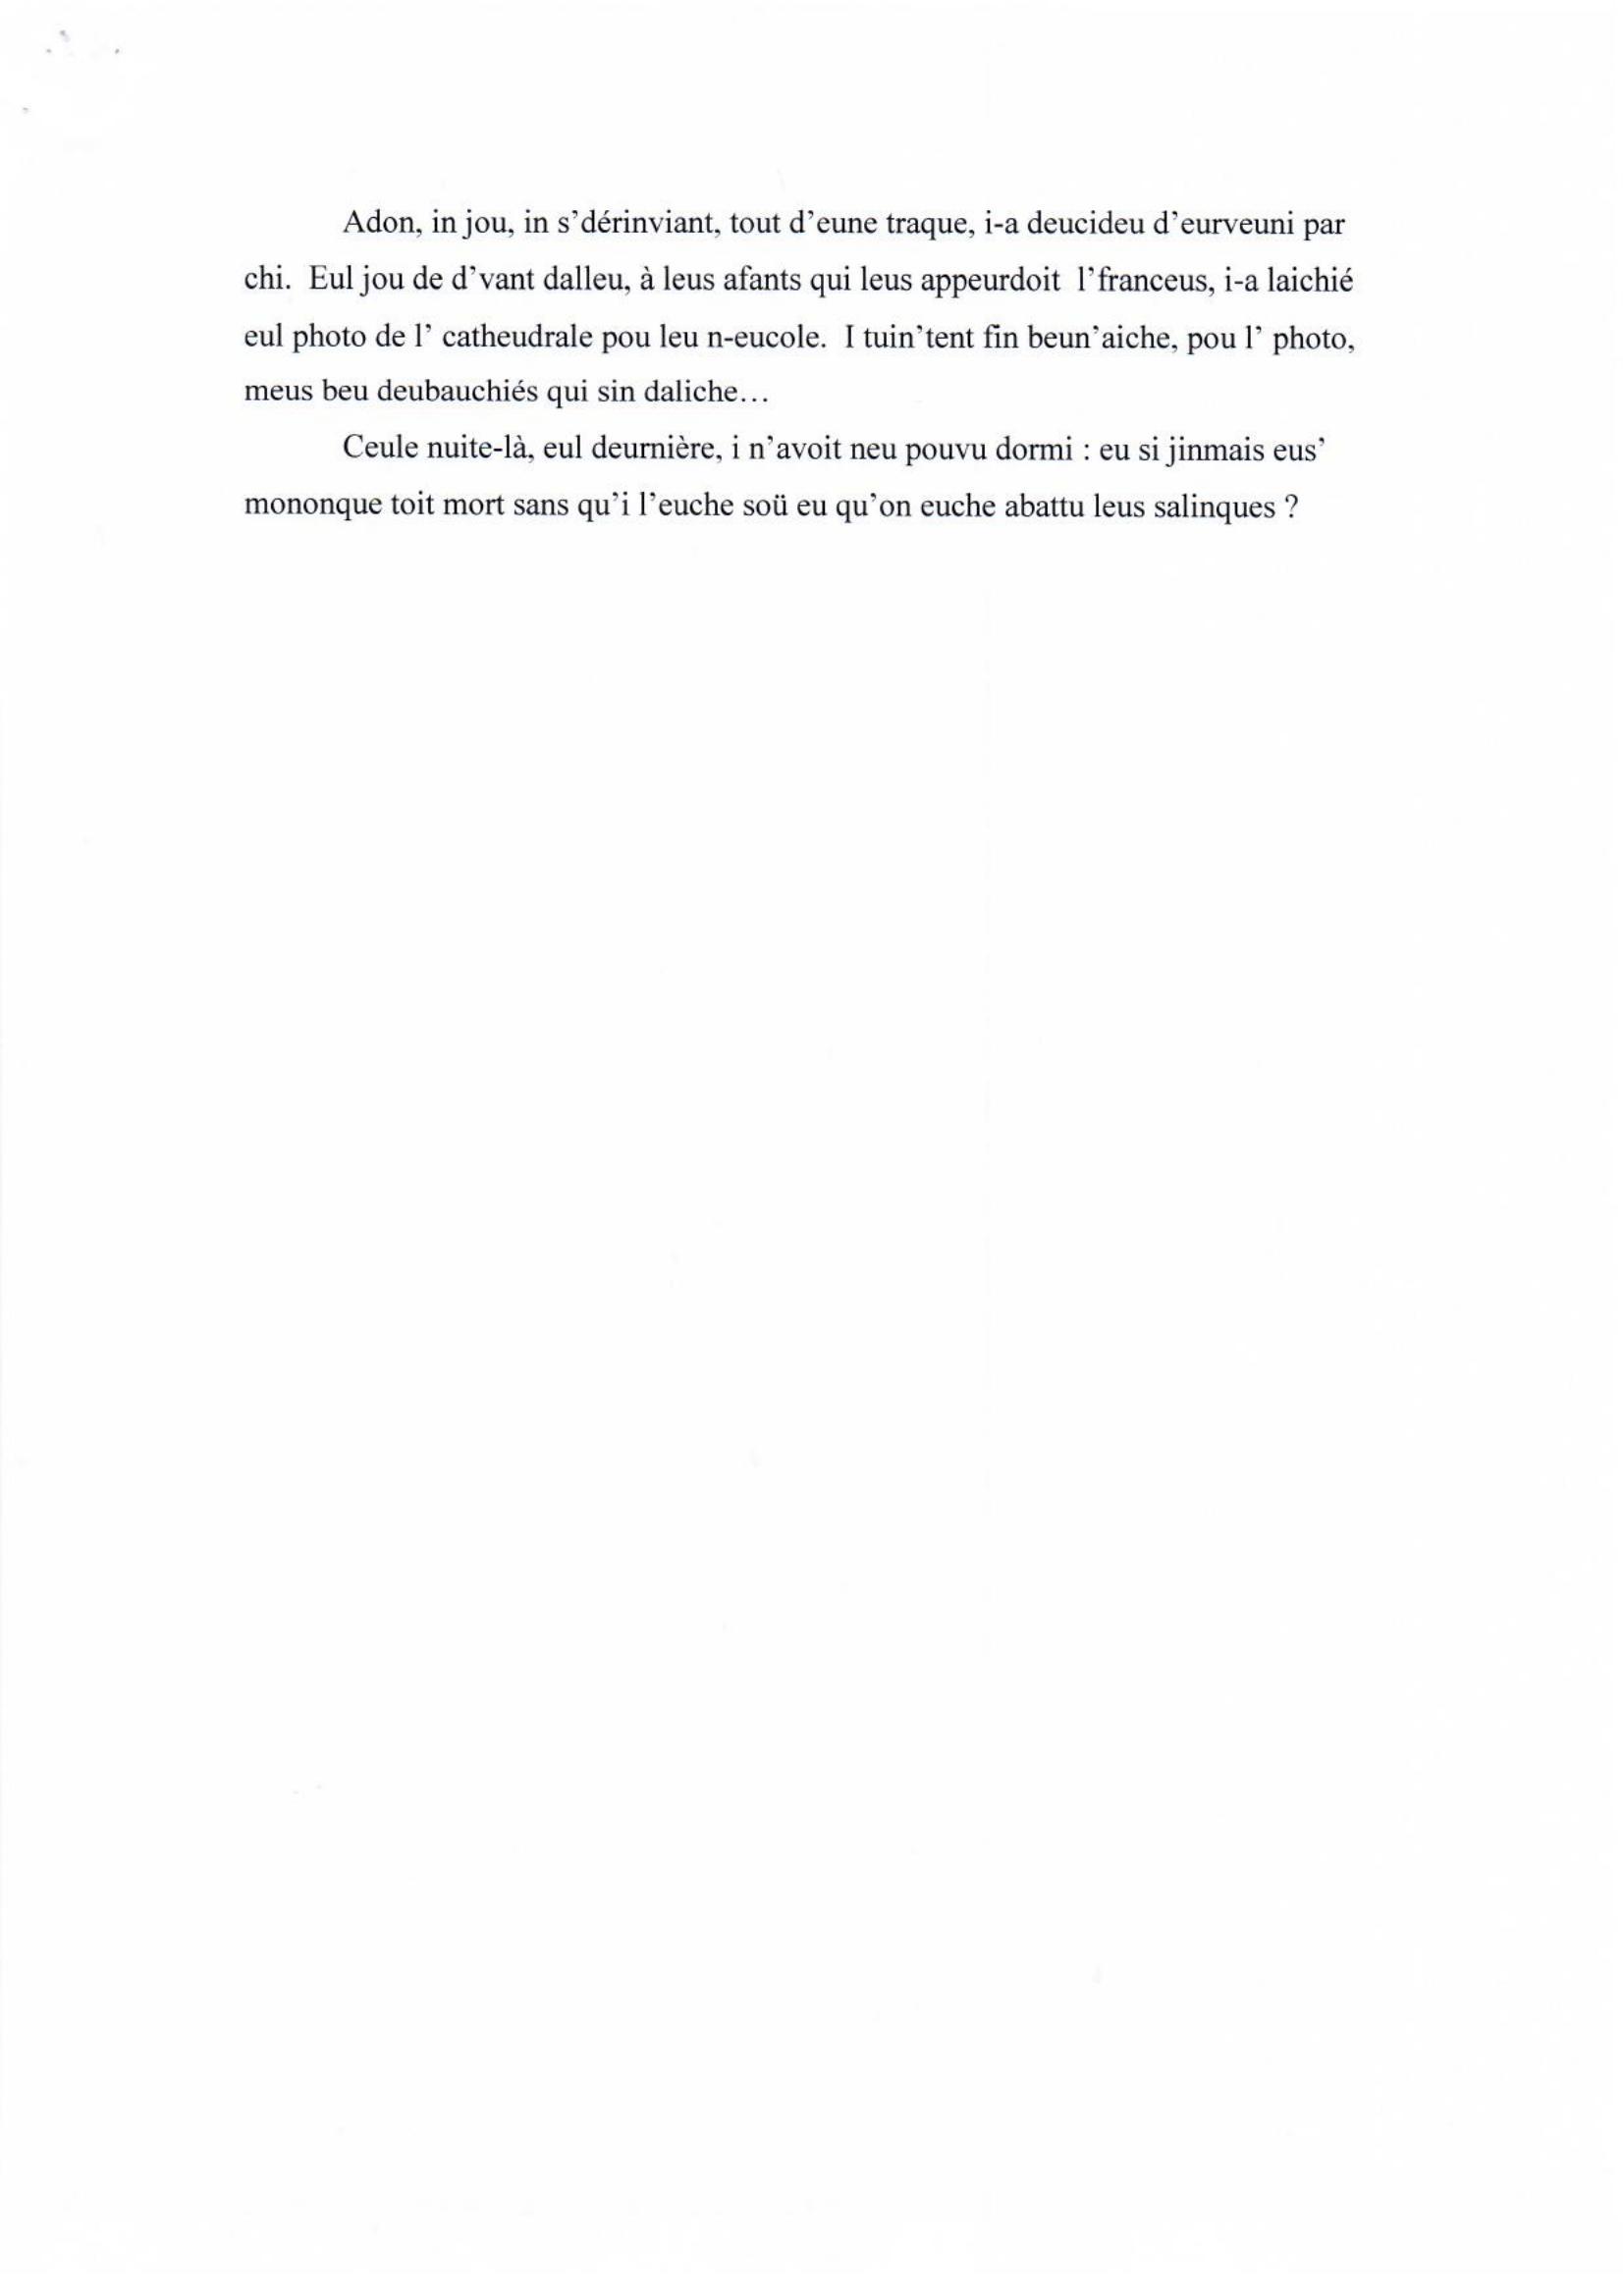 Adon, in jou, in s’dérinviant, tout d’eune traque, i-a deucideu d’eurveuni par
chi. Eul jou de d’vant dalleu, à leus afants qui leus appeurdoit l’franceus, i-a laichié
eul photo de l’ catheudrale pou leu n-eucole. I tuin’tent fin beun’aiche, pou l’ photo,
meus beu deubauchiés qui sin daliche…
Ceule nuite-là, eul deurnière, i n’avoit neu pouvu dormi : eu si jinmais eus’
mononque toit mort sans qu’i l’euche soü eu qu’on euche abattu leus salinques ?